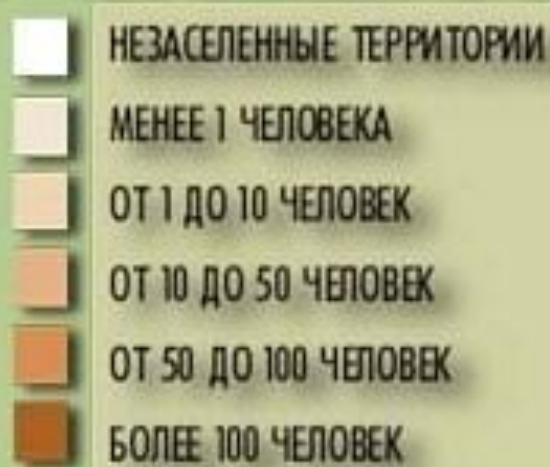 НЕЗАСЕЛЕННЫЕ ТЕРРИТОРИИ
МЕНЕЕ 1 ЧЕЛОВЕКА
ОТ 1 ДО 10 ЧЕЛОВЕК
ОТ 10 ДО 50 ЧЕЛОВЕК
ОТ 50 ДО 100 ЧЕЛОВЕК
БОЛЕЕ 100 ЧЕЛОВЕК